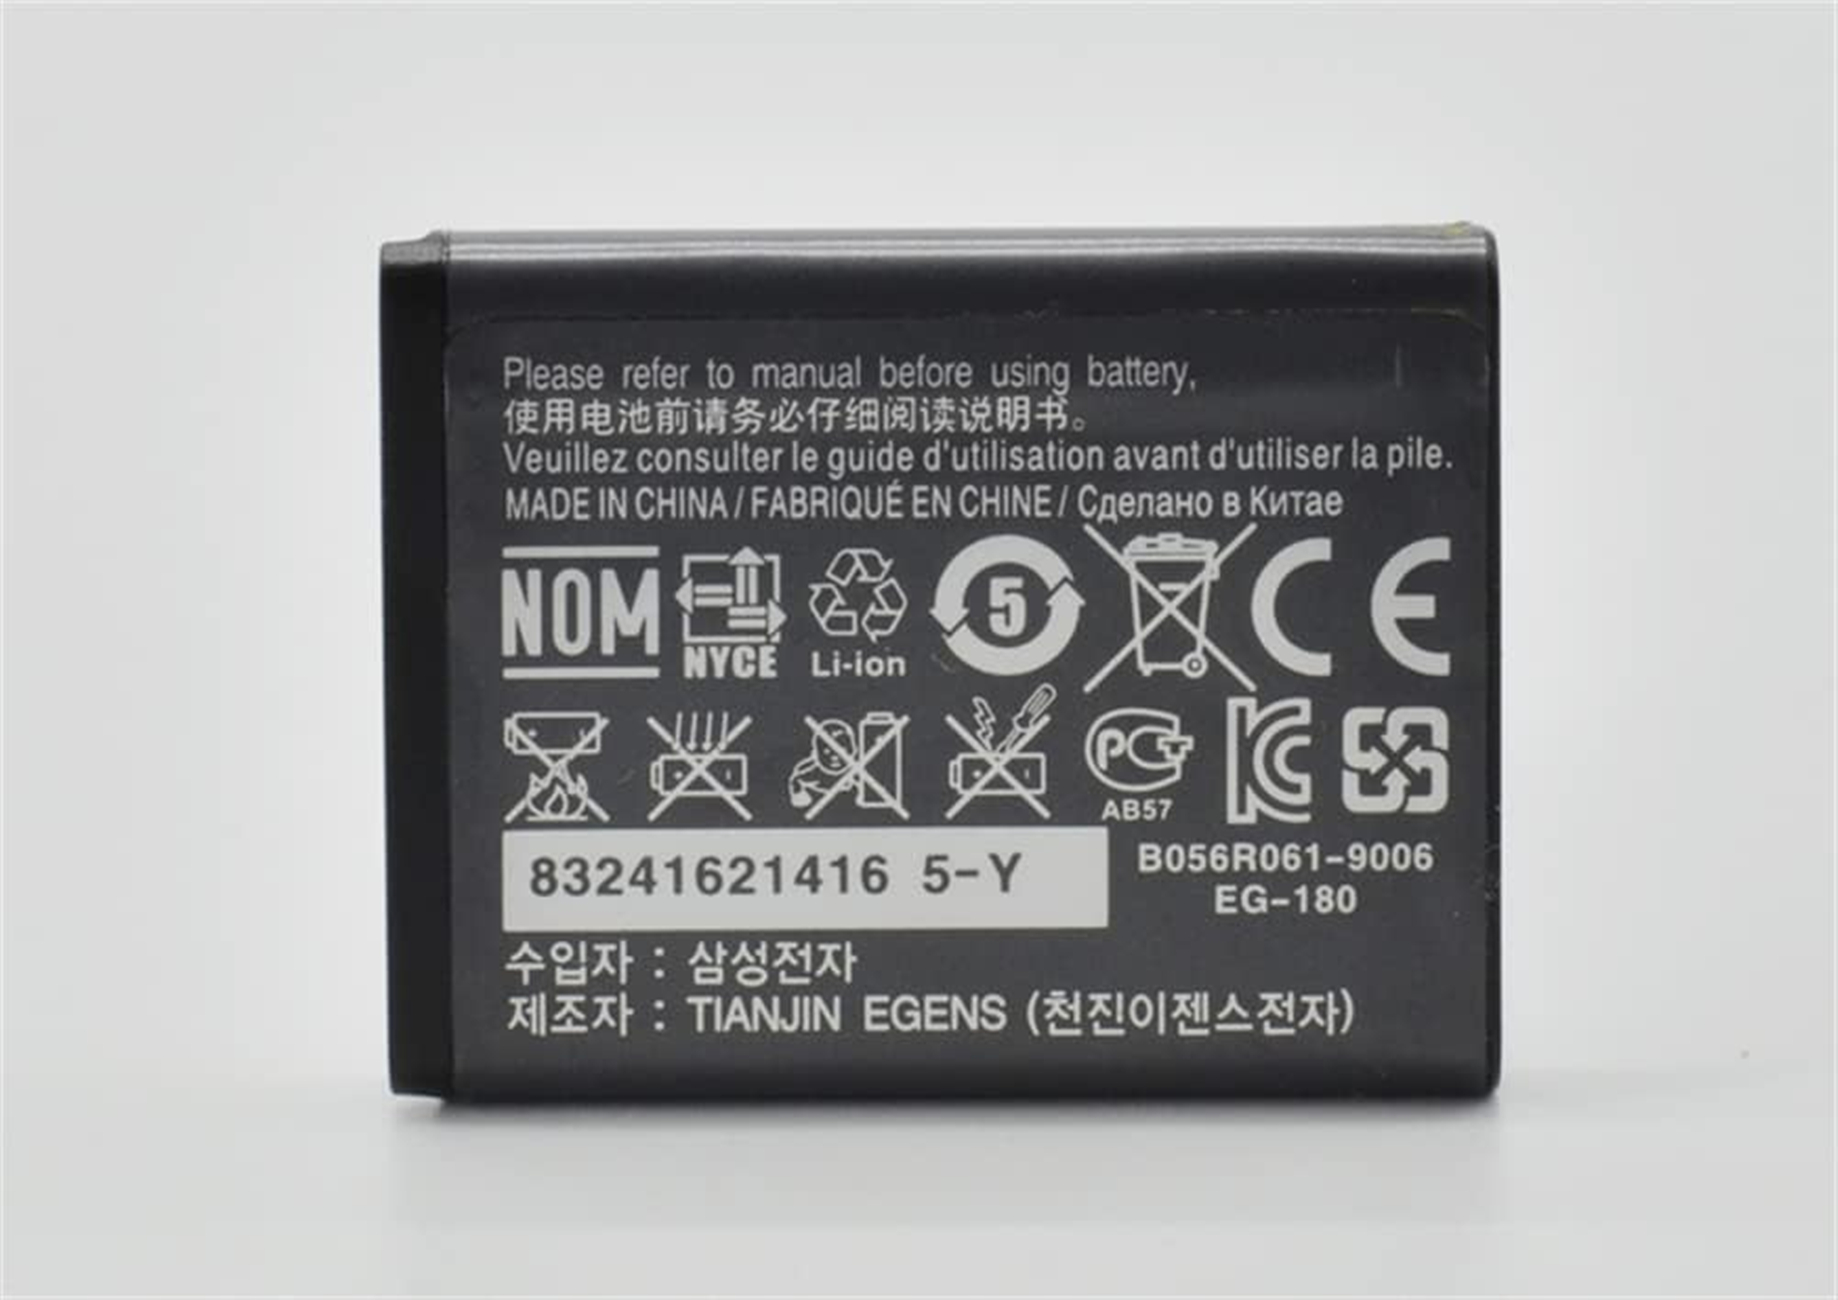 Please refer to manual before using battery,
使用电池前请务必仔细阅读说明书。
Veuillez consulter le guide d'utilisation avant d'utiliser la pile.
MADE IN CHINA / FABRIQUÉ EN CHINE / Сделано в Китае
NOM NYCE Li-ion 5 CE
PCT AB57 KC
83241621416 5-Y
B056R061-9006
EG-180
수입자 : 삼성전자
제조자 : TIANJIN EGENS (천진이젠스전자)